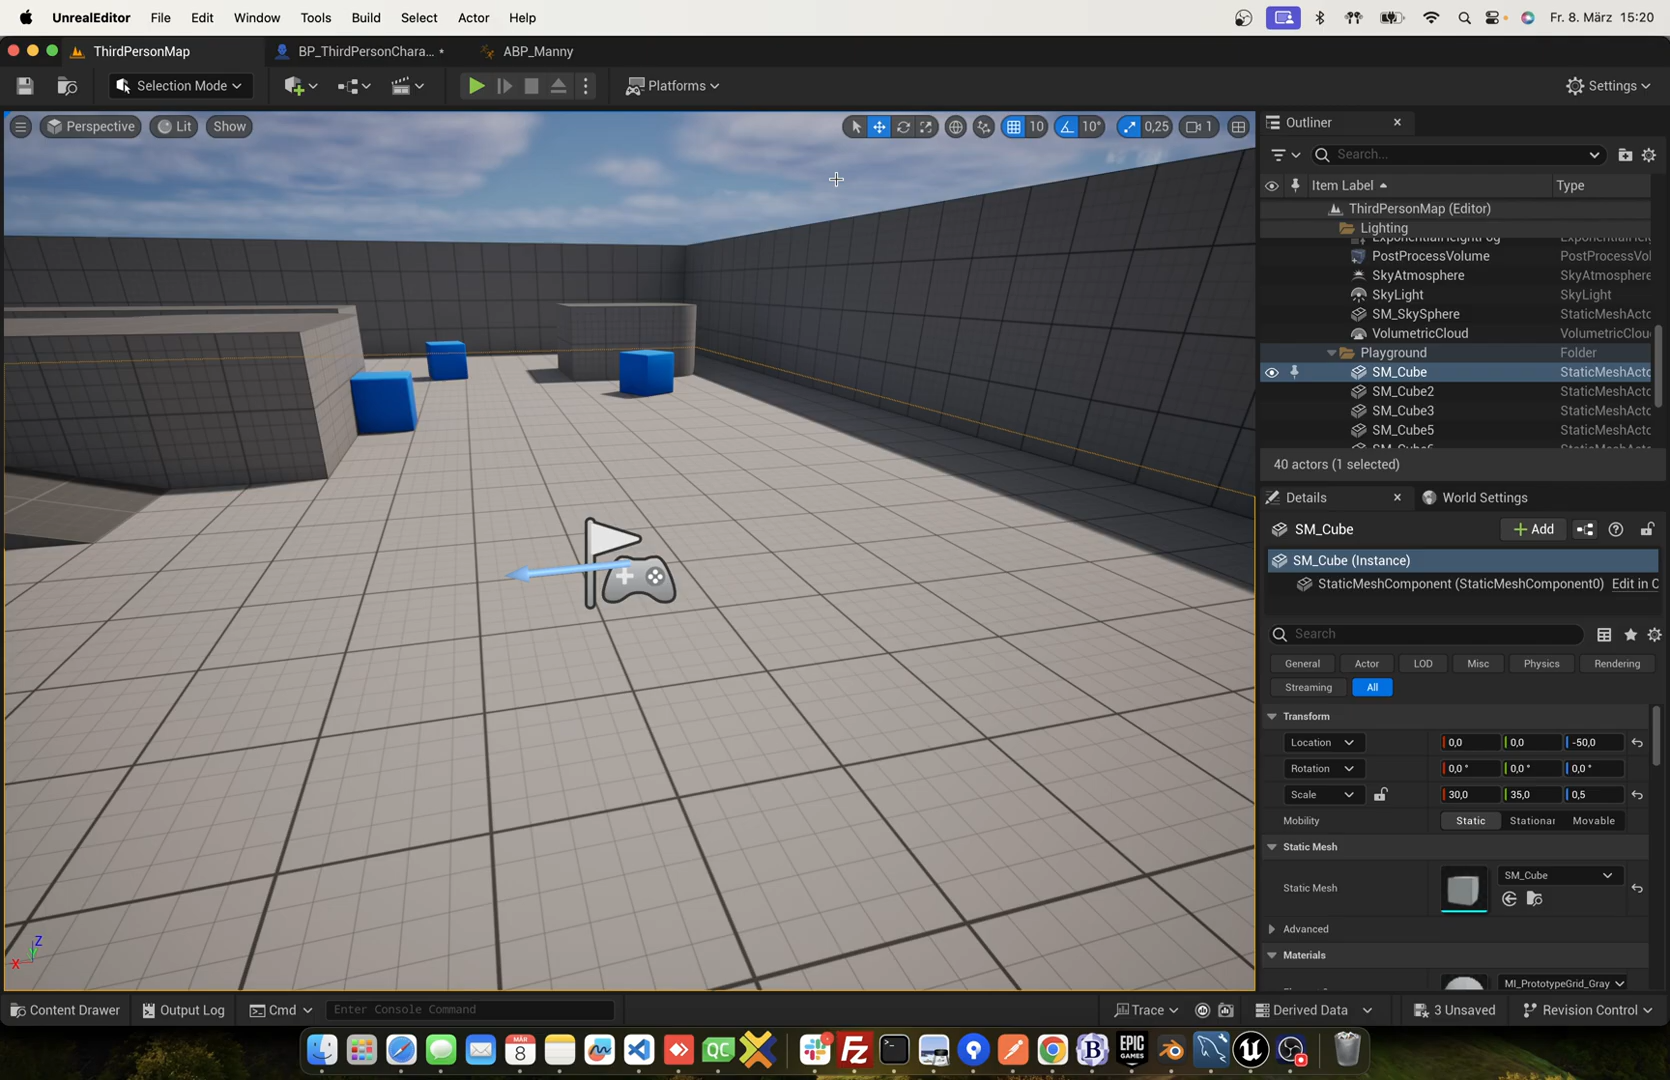 UnrealEditor File Edit Window Tools Build Select Actor Help Fr. 8. März 15:20
ThirdPersonMap BP_ThirdPersonChara... • ABP_Manny
Selection Mode Platforms Settings
Perspective Lit Show 10 10° 0,25 1
Outliner
Search...
Item Label Type
ThirdPersonMap (Editor)
Lighting
ExponentialHeightFog
PostProcessVolume PostProcessVol
SkyAtmosphere SkyAtmosphere
SkyLight SkyLight
SM_SkySphere StaticMeshActo
VolumetricCloud VolumetricClou
Playground Folder
SM_Cube StaticMeshActo
SM_Cube2 StaticMeshActo
SM_Cube3 StaticMeshActo
SM_Cube5 StaticMeshActo
40 actors (1 selected)
Details World Settings
SM_Cube Add
SM_Cube (Instance)
StaticMeshComponent (StaticMeshComponent0) Edit in C
Search
General Actor LOD Misc Physics Rendering
Streaming All
Transform
Location 0,0 0,0 -50,0
Rotation 0,0 ° 0,0 ° 0,0 °
Scale 30,0 35,0 0,5
Mobility Static Stationar Movable
Static Mesh
Static Mesh SM_Cube
Advanced
Materials
MI_PrototypeGrid_Gray
Z
X
Content Drawer Output Log Cmd Enter Console Command Trace Derived Data 3 Unsaved Revision Control
MÄR
8
QC
FZ
B
EPIC
GAMES